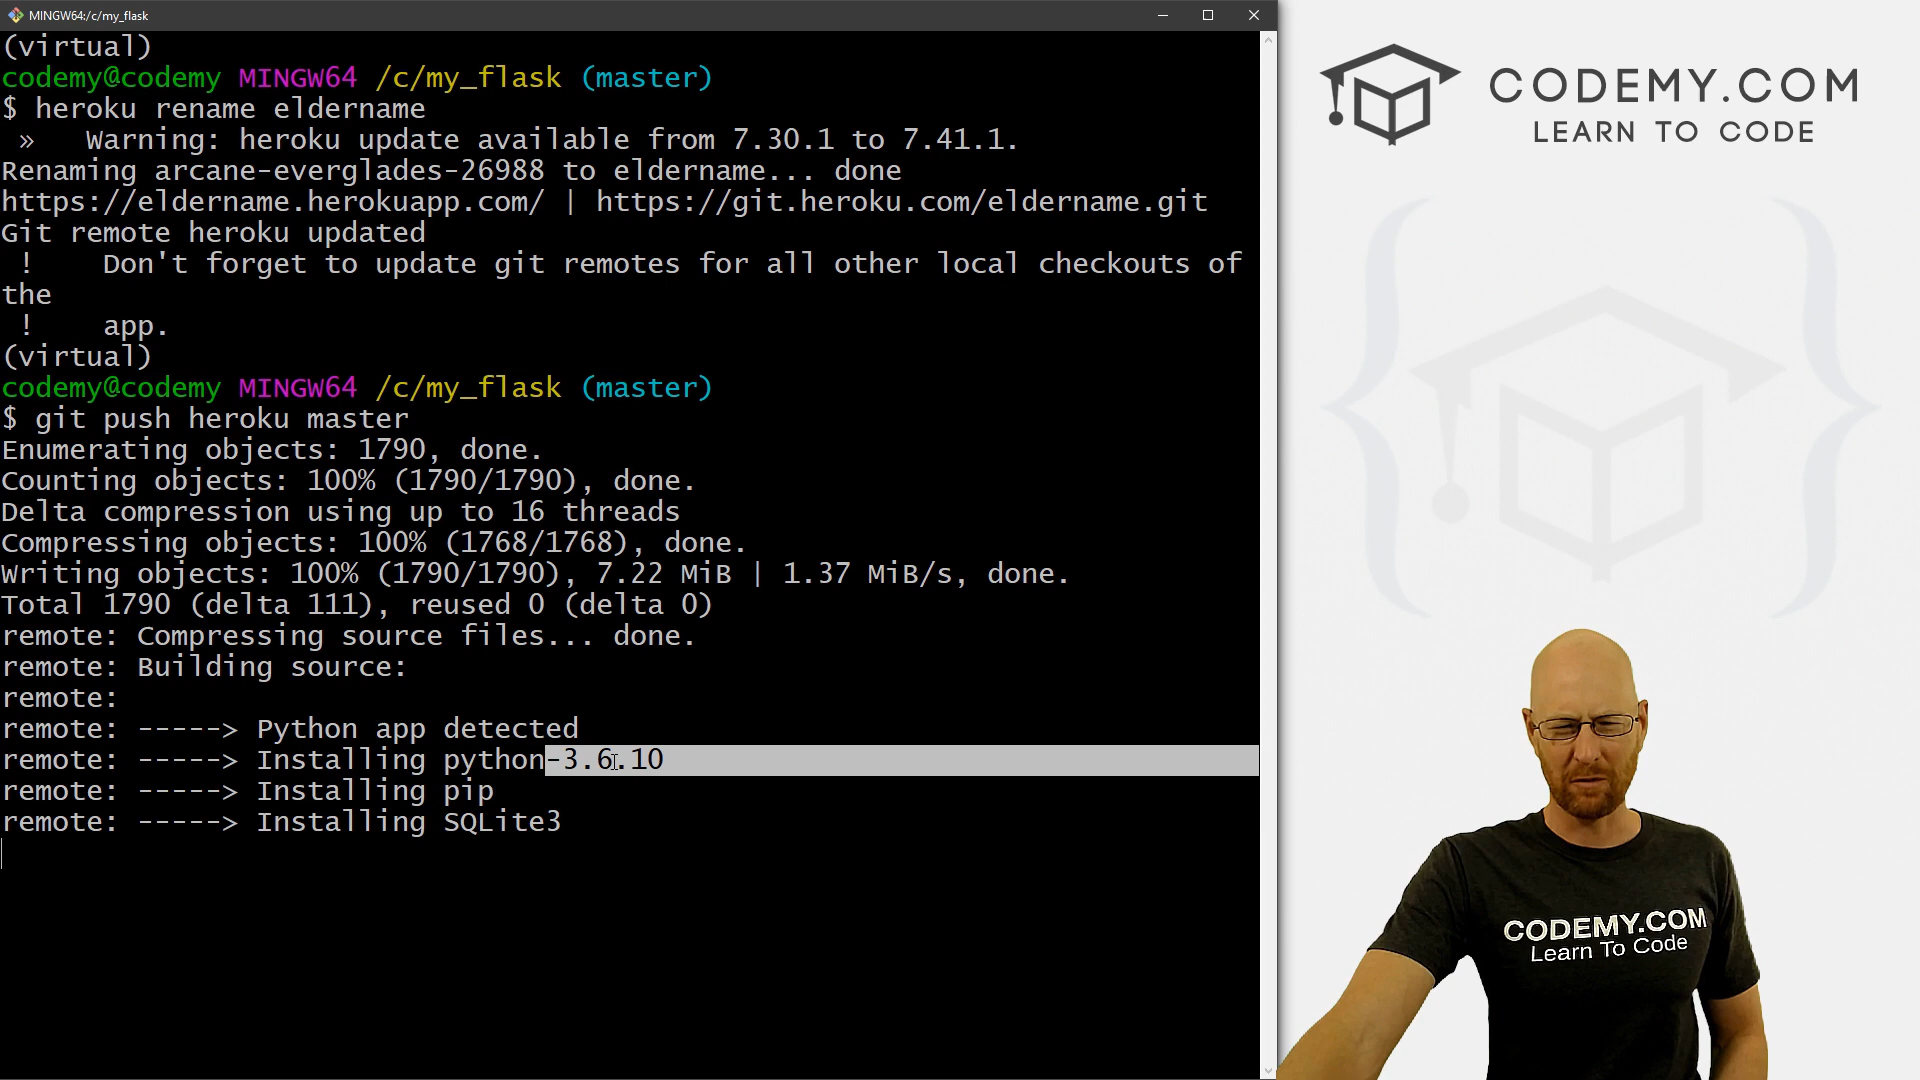 MINGW64:/c/my_flask
(virtual)
codemy@codemy MINGW64 /c/my_flask (master)
$ heroku rename eldername
» Warning: heroku update available from 7.30.1 to 7.41.1.
Renaming arcane-everglades-26988 to eldername... done
https://eldername.herokuapp.com/ | https://git.heroku.com/eldername.git
Git remote heroku updated
! Don't forget to update git remotes for all other local checkouts of
the
! app.
(virtual)
codemy@codemy MINGW64 /c/my_flask (master)
$ git push heroku master
Enumerating objects: 1790, done.
Counting objects: 100% (1790/1790), done.
Delta compression using up to 16 threads
Compressing objects: 100% (1768/1768), done.
Writing objects: 100% (1790/1790), 7.22 MiB | 1.37 MiB/s, done.
Total 1790 (delta 111), reused 0 (delta 0)
remote: Compressing source files... done.
remote: Building source:
remote:
remote: -----> Python app detected
remote: -----> Installing python-3.6.10
remote: -----> Installing pip
remote: -----> Installing SQLite3
CODEMY.COM
LEARN TO CODE
CODEMY.COM
Learn To Code